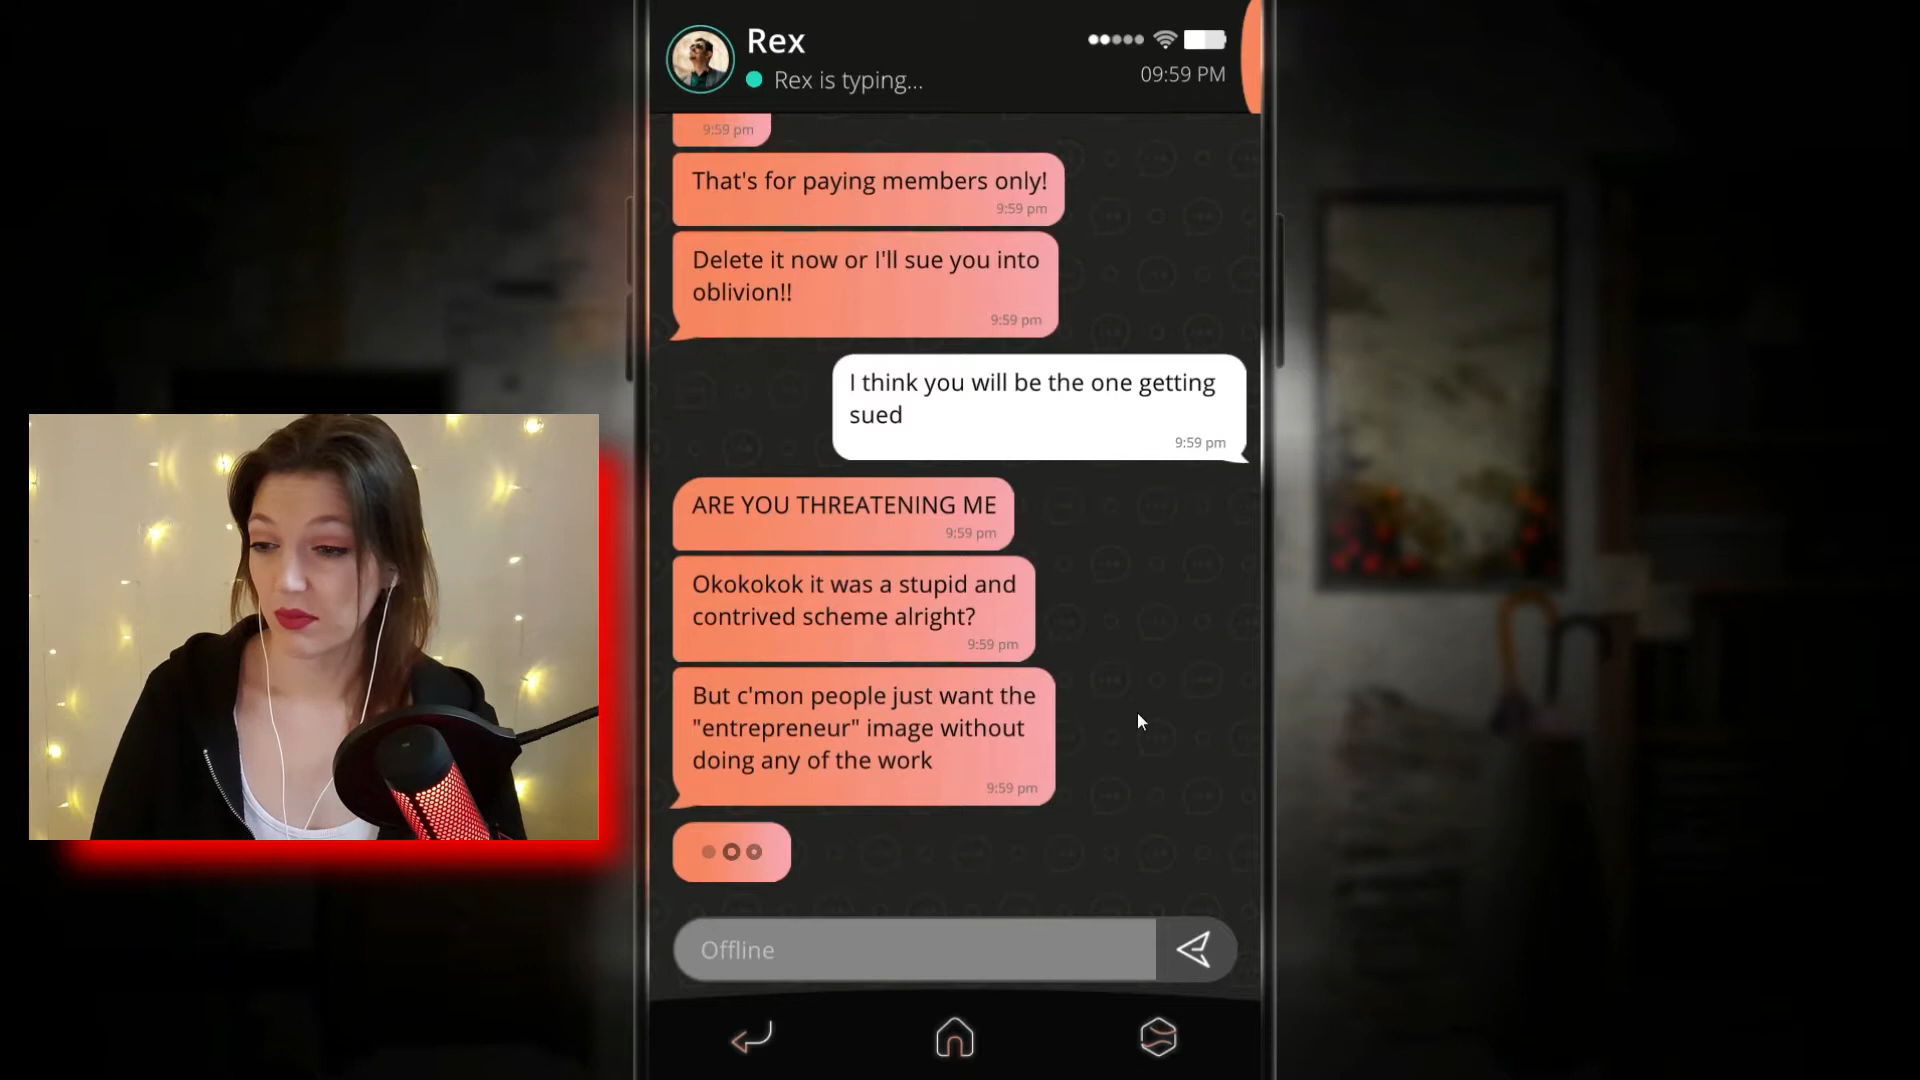 Rex
Rex is typing...
09:59 PM
9:59 pm
That's for paying members only!
9:59 pm
Delete it now or I'll sue you into
oblivion!!
9:59 pm
I think you will be the one getting
sued
9:59 pm
ARE YOU THREATENING ME
9:59 pm
Okokokok it was a stupid and
contrived scheme alright?
9:59 pm
But c'mon people just want the
"entrepreneur" image without
doing any of the work
9:59 pm
Offline